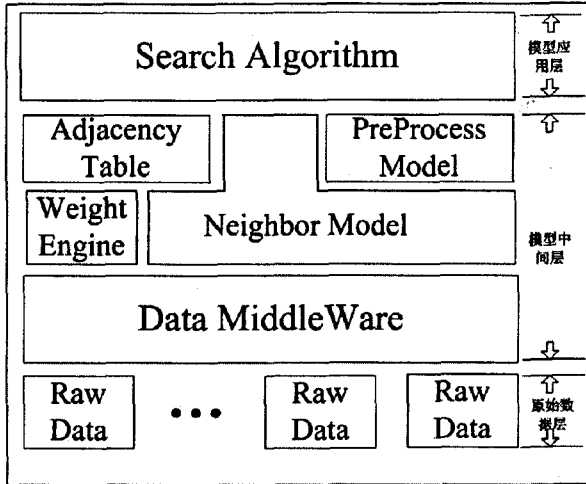 Search Algorithm
模型应
用层
Adjacency
Table
PreProcess
Model
Weight
Engine
Neighbor Model
模型中
间层
Data MiddleWare
Raw
Data
Raw
Data
Raw
Data
原始数
据层